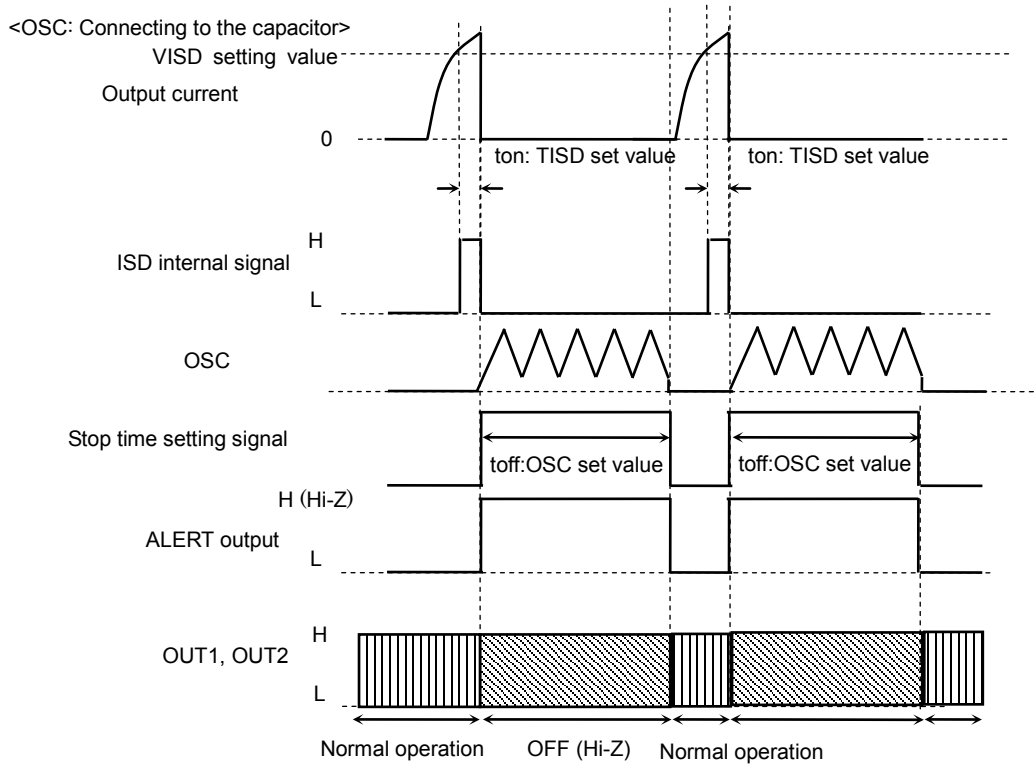 <OSC: Connecting to the capacitor>
VISD setting value
Output current
0
ton: TISD set value
ton: TISD set value
H
ISD internal signal
L
OSC
Stop time setting signal
toff:OSC set value
toff:OSC set value
H (Hi-Z)
ALERT output
L
H
OUT1, OUT2
L
Normal operation
OFF (Hi-Z)
Normal operation